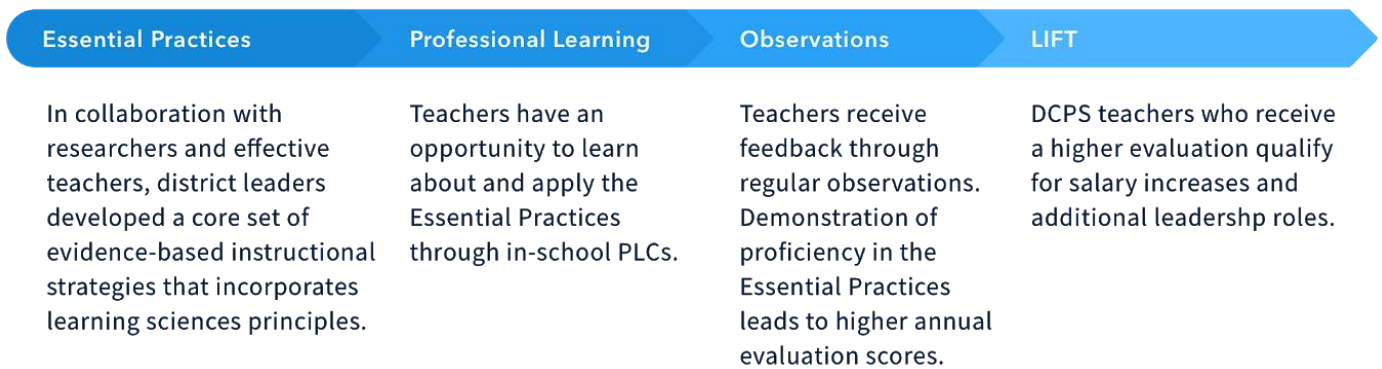 Essential Practices
In collaboration with
researchers and effective
teachers, district leaders
developed a core set of
evidence-based instructional
strategies that incorporates
learning sciences principles.
Professional Learning
Teachers have an
opportunity to learn
about and apply the
Essential Practices
through in-school PLCs.
Observations
Teachers receive
feedback through
regular observations.
Demonstration of
proficiency in the
Essential Practices
leads to higher annual
evaluation scores.
LIFT
DCPS teachers who receive
a higher evaluation qualify
for salary increases and
additional leadershp roles.